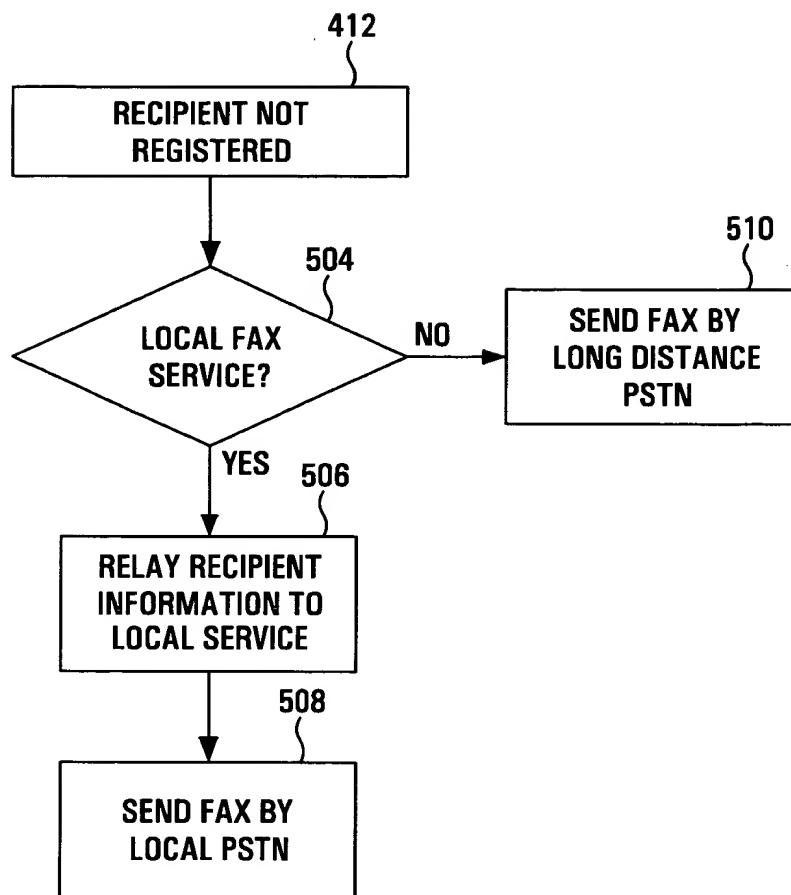 412
RECIPIENT NOT
REGISTERED
504
LOCAL FAX
SERVICE?
NO
510
SEND FAX BY
LONG DISTANCE
PSTN
YES
506
RELAY RECIPIENT
INFORMATION TO
LOCAL SERVICE
508
SEND FAX BY
LOCAL PSTN